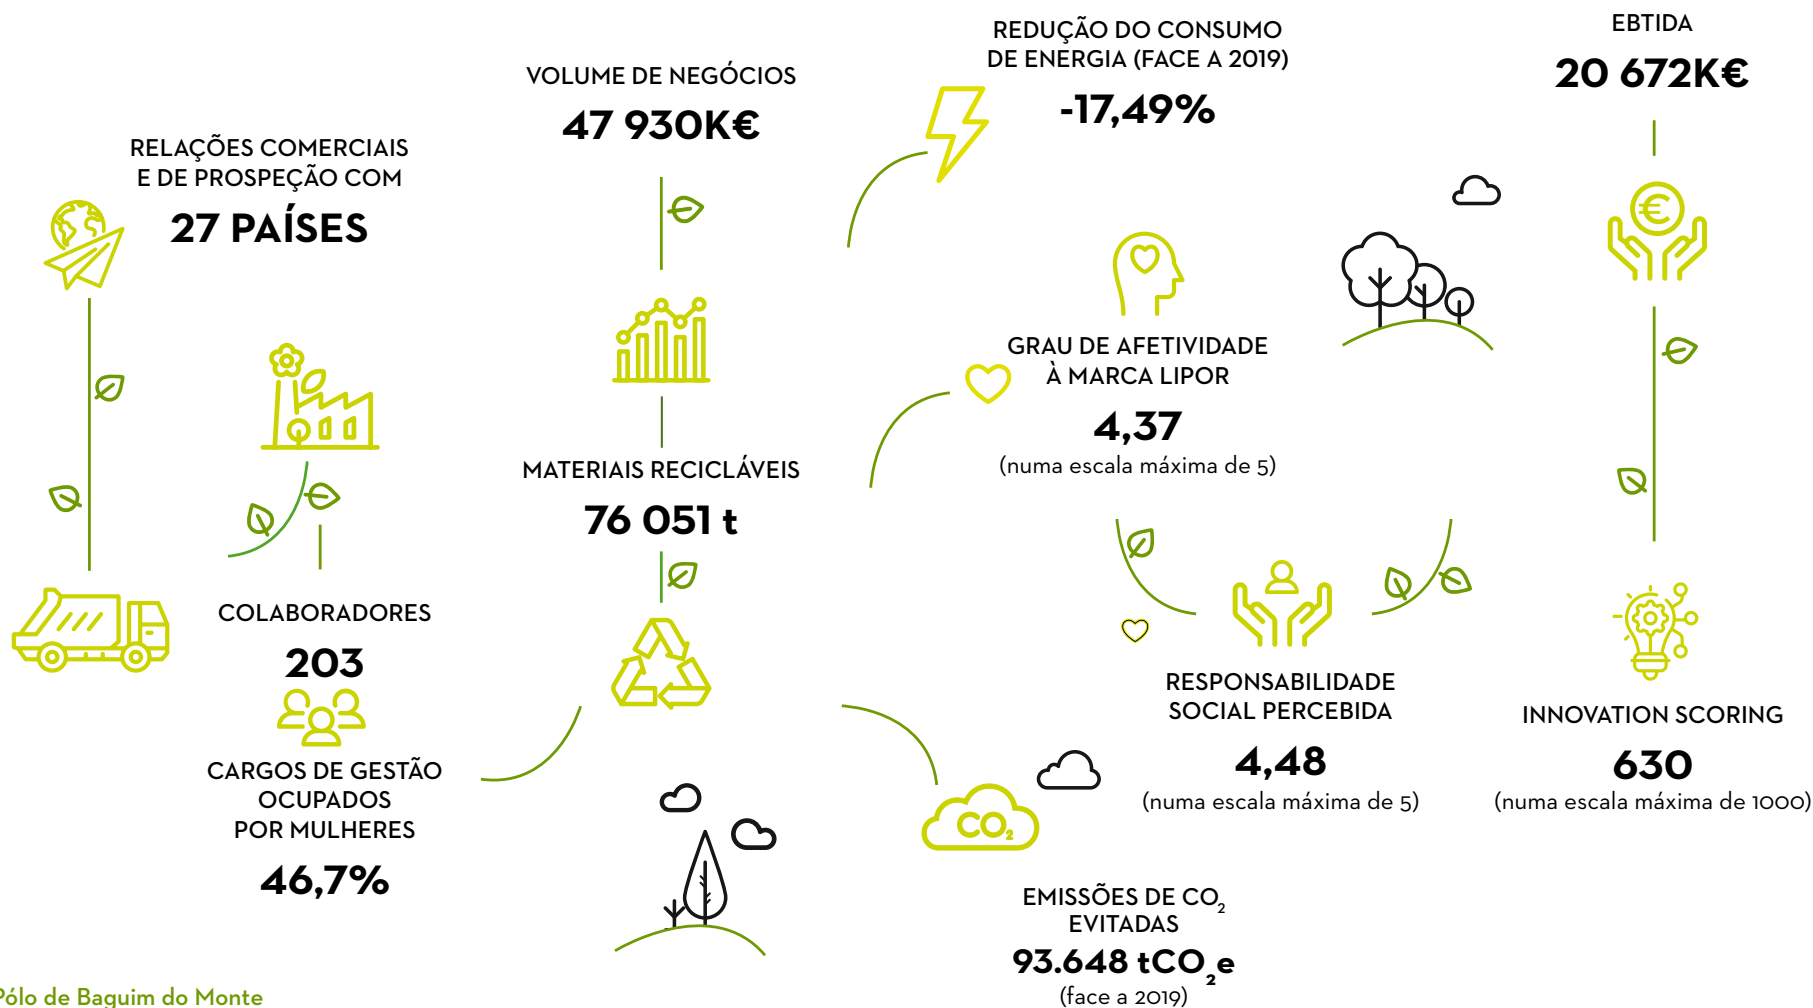 RELAÇÕES COMERCIAIS
E DE PROSPEÇÃO COM
27 PAÍSES
COLABORADORES
203
CARGOS DE GESTÃO
OCUPADOS
POR MULHERES
46,7%
VOLUME DE NEGÓCIOS
47 930K€
MATERIAIS RECICLÁVEIS
76 051 t
REDUÇÃO DO CONSUMO
DE ENERGIA (FACE A 2019)
-17,49%
GRAU DE AFETIVIDADE
À MARCA LIPOR
4,37
(numa escala máxima de 5)
RESPONSABILIDADE
SOCIAL PERCEBIDA
4,48
(numa escala máxima de 5)
CO₂
EMISSÕES DE CO₂
EVITADAS
93.648 tCO₂e
(face a 2019)
EBTIDA
20 672K€
€
INNOVATION SCORING
630
(numa escala máxima de 1000)
Pólo de Baguim do Monte